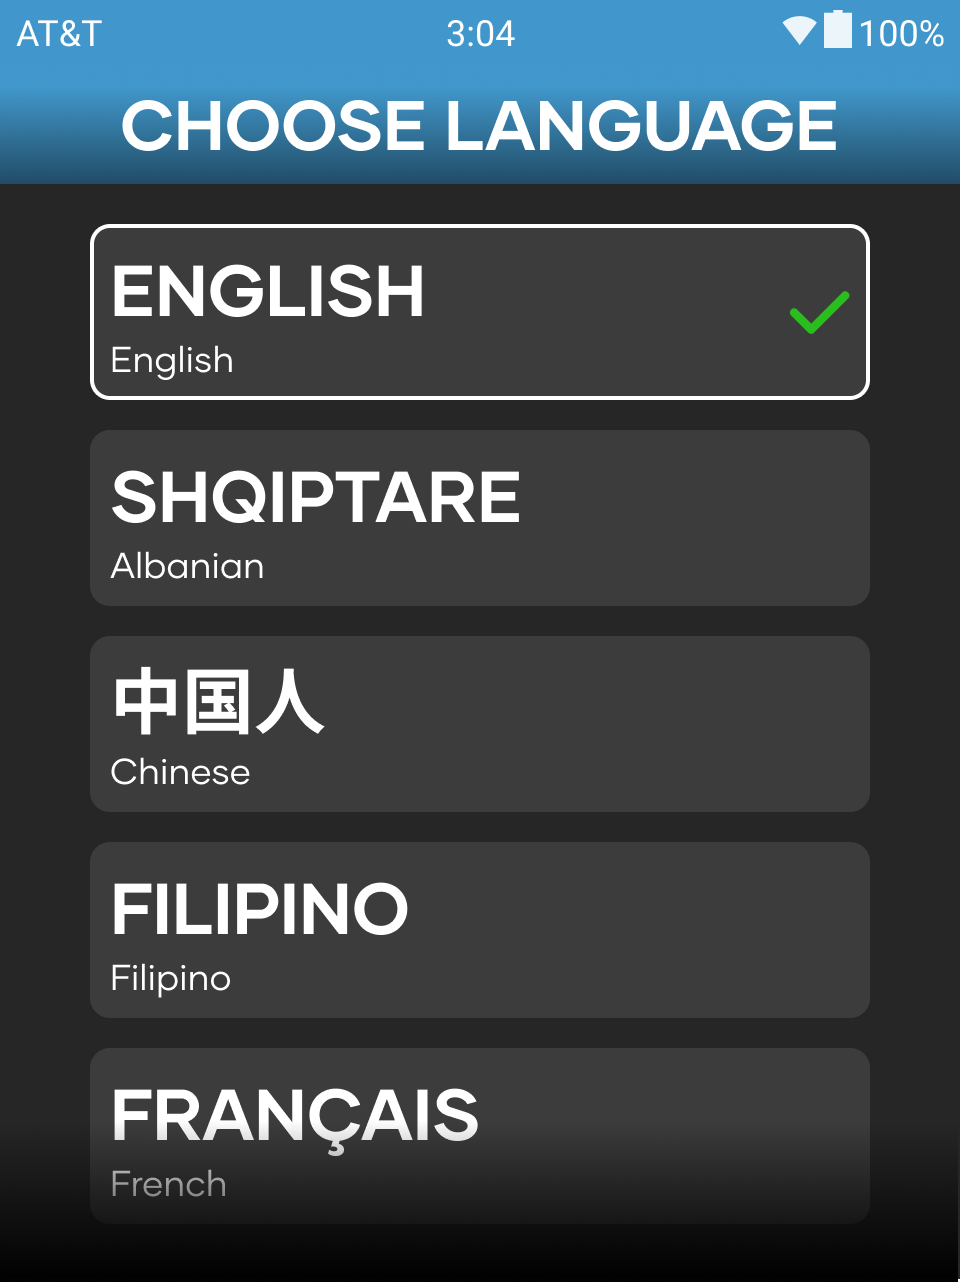 AT&T 3:04 100%
CHOOSE LANGUAGE
ENGLISH
English
SHQIPTARE
Albanian
中国人
Chinese
FILIPINO
Filipino
FRANÇAIS
French